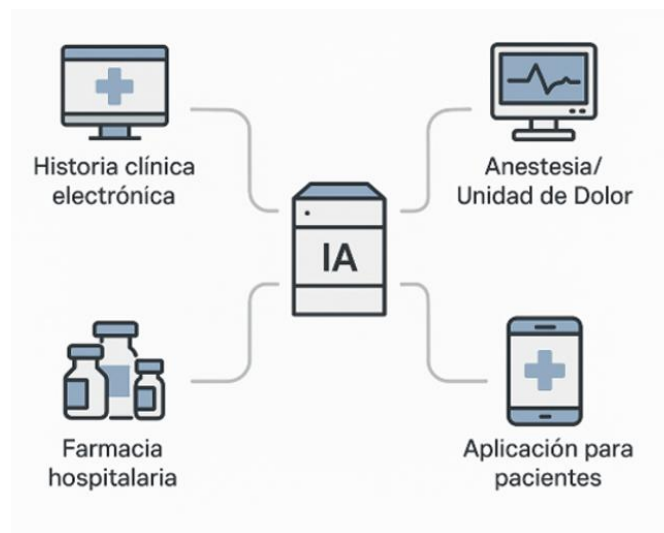 Historia clínica
electrónica
Anestesia/
Unidad de Dolor
IA
Farmacia
hospitalaria
Aplicación para
pacientes